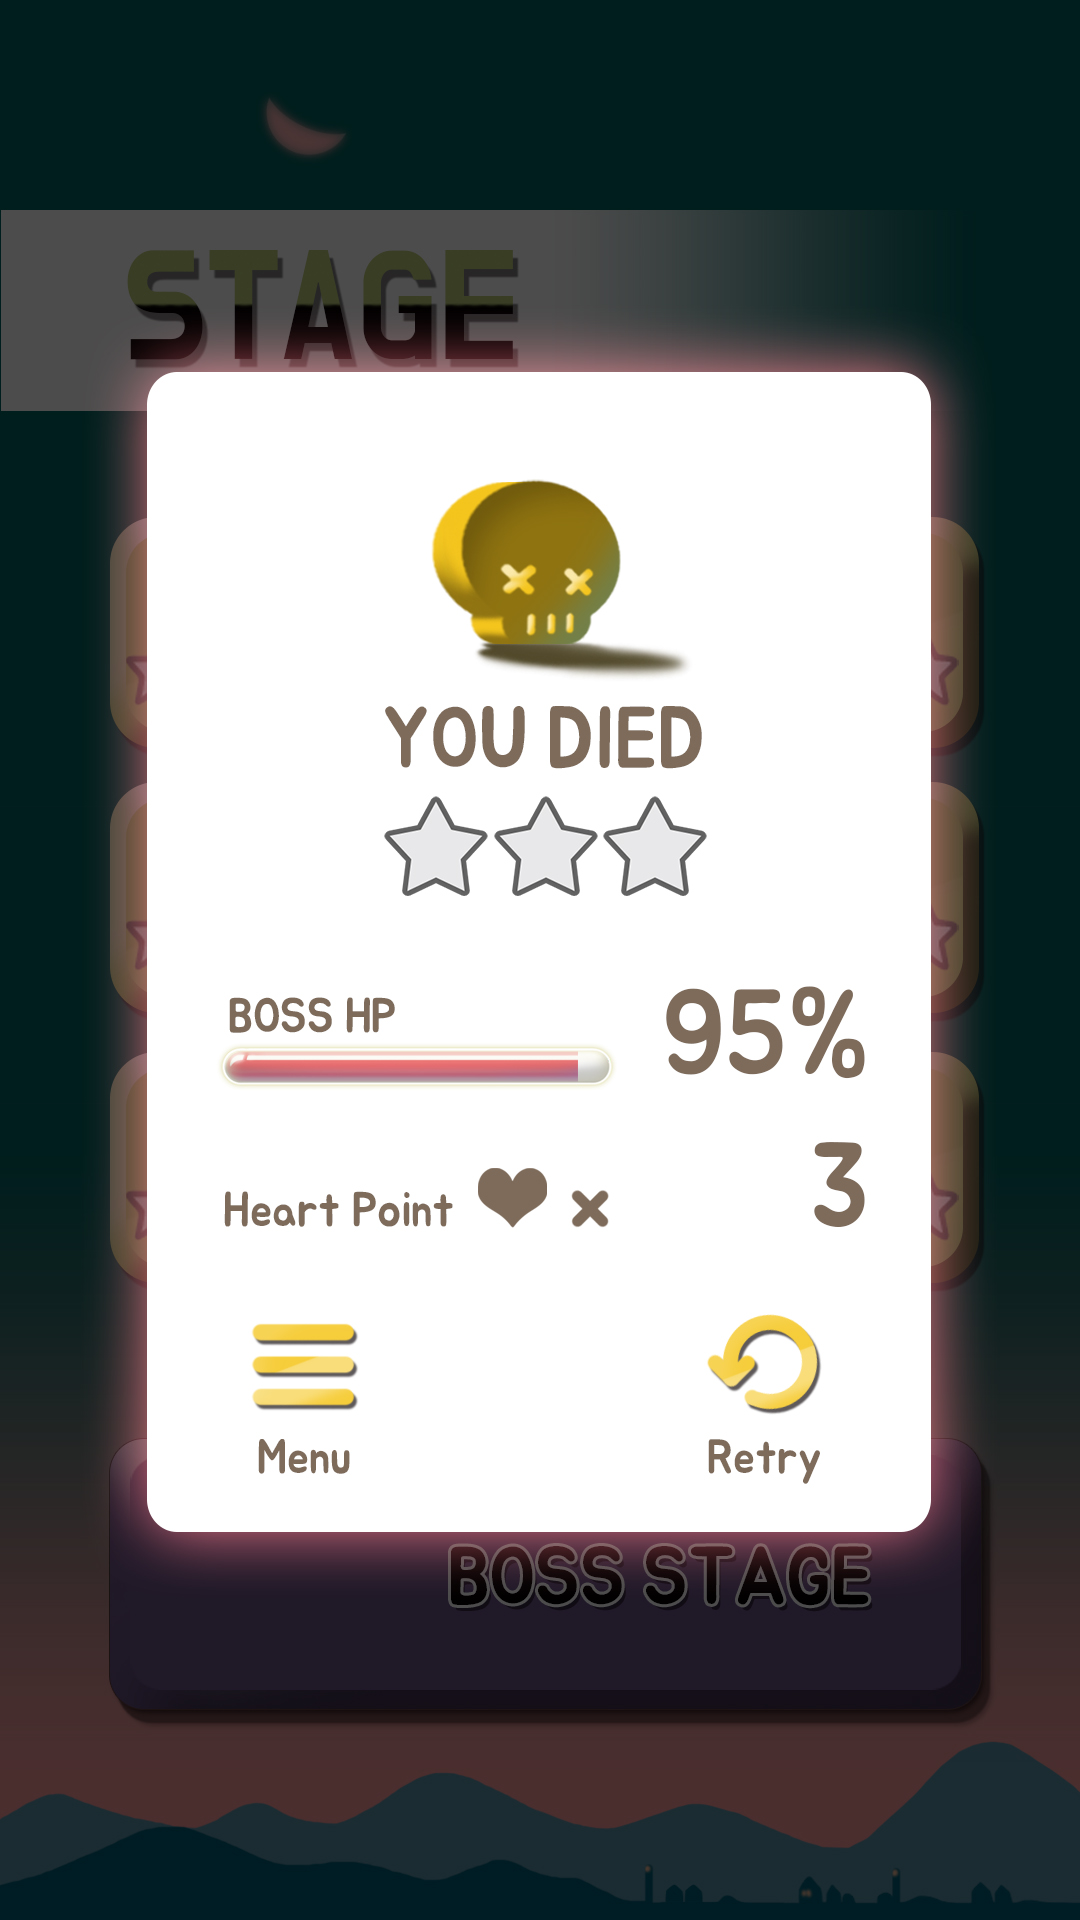 STAGE
YOU DIED
BOSS HP
95%
Heart Point
3
Menu
Retry
BOSS STAGE